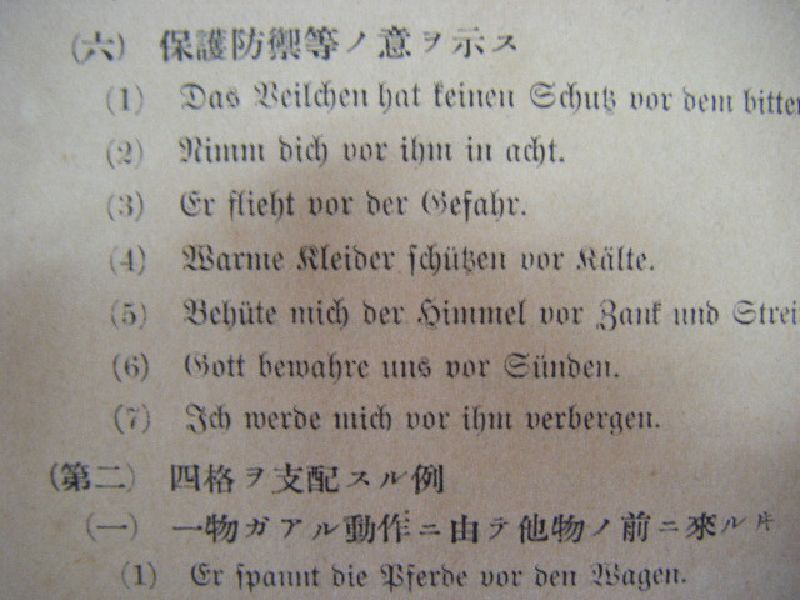 (六) 保護防禦等ノ意ヲ示ス
(1) Das Veilchen hat keinen Schutz vor dem bitter
(2) Nimm dich vor ihm in acht.
(3) Er flieht vor der Gefahr.
(4) Warme Kleider schützen vor Kälte.
(5) Behüte mich der Himmel vor Zank und Strei
(6) Gott bewahre uns vor Sünden.
(7) Ich werde mich vor ihm verbergen.
(第二) 四格ヲ支配スル例
(一) 一物ガアル動作ニ由テ他物ノ前ニ來ル
(1) Er spannt die Pferde vor den Wagen.